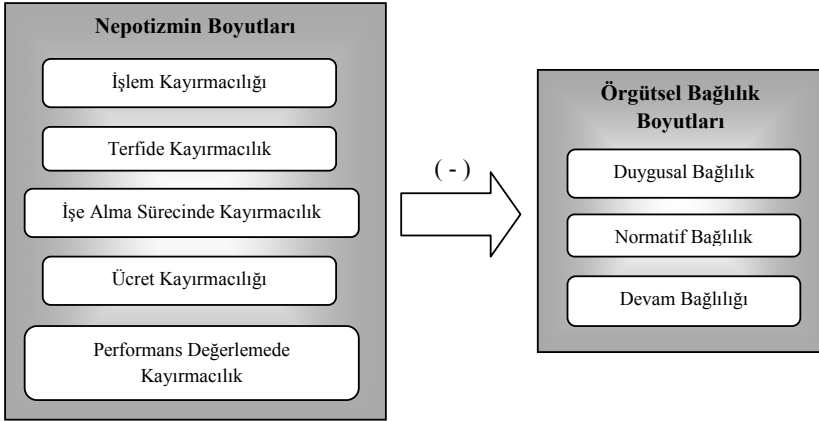 Nepotizmin Boyutları
İşlem Kayırmacılığı
Terfide Kayırmacılık
İşe Alma Sürecinde Kayırmacılık
Ücret Kayırmacılığı
Performans Değerlemede
Kayırmacılık
( - )
Örgütsel Bağlılık
Boyutları
Duygusal Bağlılık
Normatif Bağlılık
Devam Bağlılığı